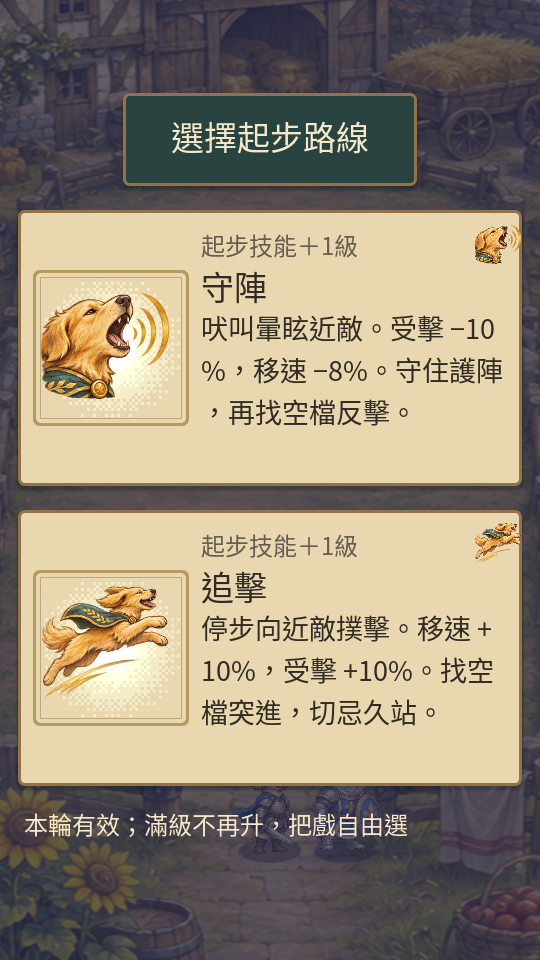 選擇起步路線
起步技能＋1級
守陣
吠叫暈眩近敵。受擊 −10
%，移速 −8%。守住護陣
，再找空檔反擊。
起步技能＋1級
追擊
停步向近敵撲擊。移速 +
10%，受擊 +10%。找空
檔突進，切忌久站。
本輪有效；滿級不再升，把戲自由選